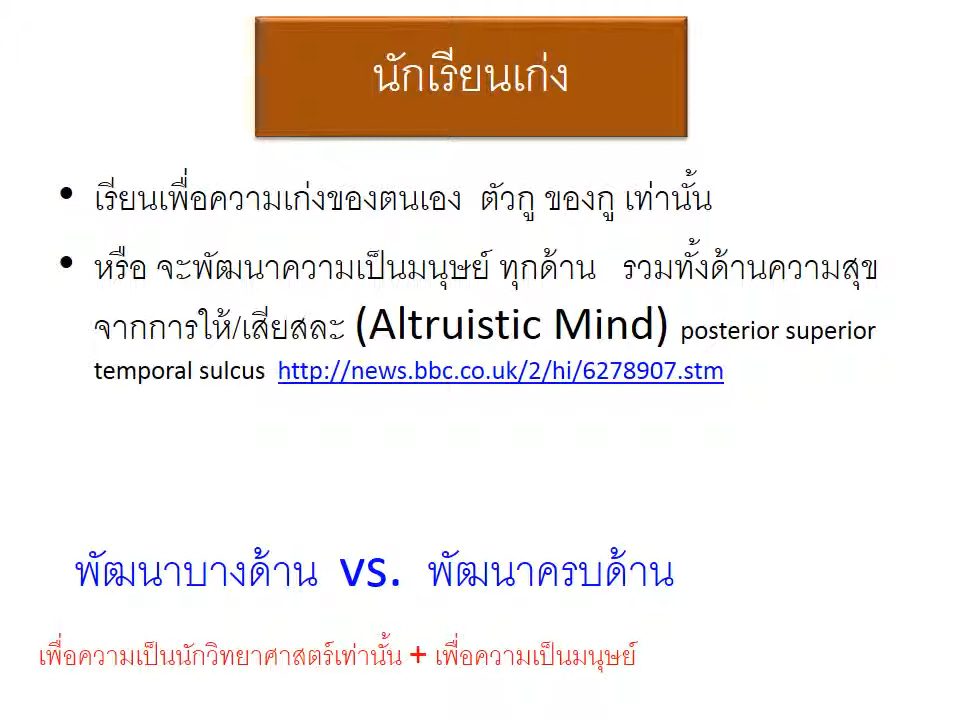 นักเรียนเก่ง
• เรียนเพื่อความเก่งของตนเอง ตัวกู ของกู เท่านั้น
• หรือ จะพัฒนาความเป็นมนุษย์ ทุกด้าน รวมทั้งด้านความสุข
จากการให้/เสียสละ (Altruistic Mind) posterior superior
temporal sulcus http://news.bbc.co.uk/2/hi/6278907.stm
พัฒนาบางด้าน vs. พัฒนาครบด้าน
เพื่อความเป็นนักวิทยาศาสตร์เท่านั้น + เพื่อความเป็นมนุษย์